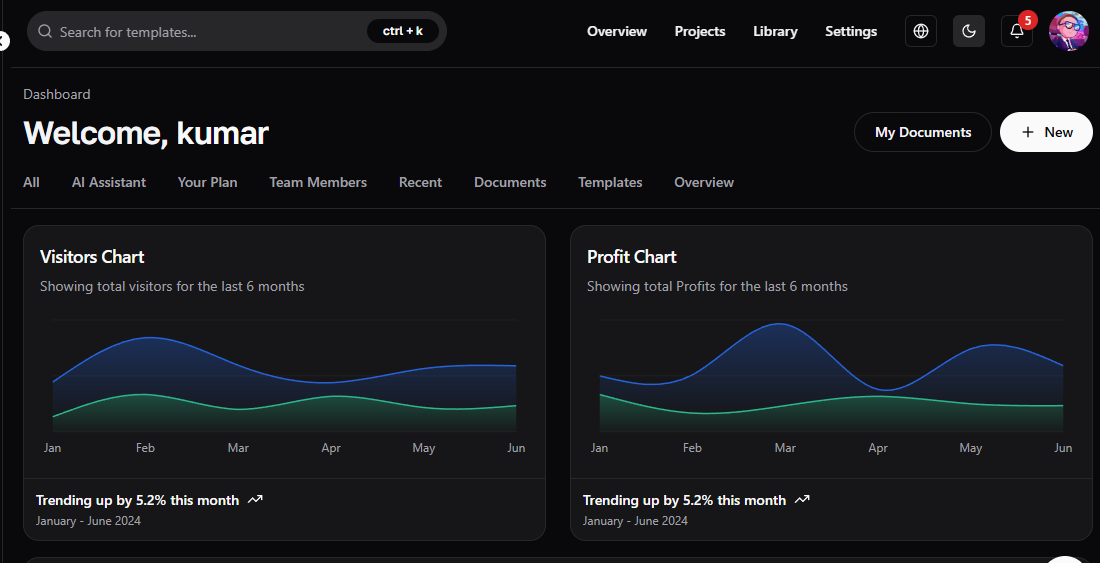 Search for templates... ctrl + k Overview Projects Library Settings 5
Dashboard
Welcome, kumar
My Documents + New
All AI Assistant Your Plan Team Members Recent Documents Templates Overview
Visitors Chart
Showing total visitors for the last 6 months
Jan Feb Mar Apr May Jun
Trending up by 5.2% this month
January - June 2024
Profit Chart
Showing total Profits for the last 6 months
Jan Feb Mar Apr May Jun
Trending up by 5.2% this month
January - June 2024